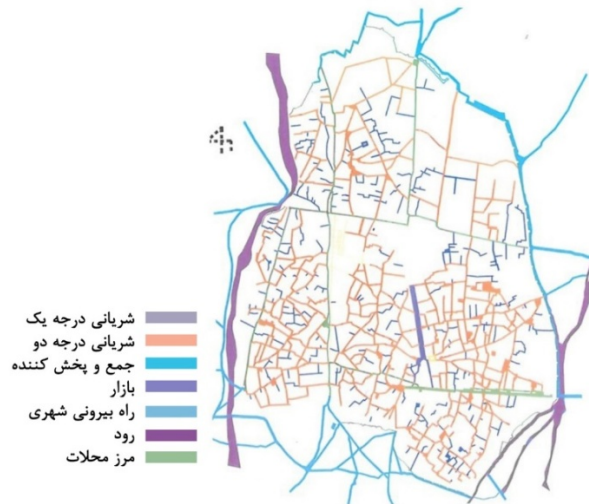 شریانی درجه یک
شریانی درجه دو
جمع و پخش کننده
بازار
راه بیرونی شهری
رود
مرز محلات